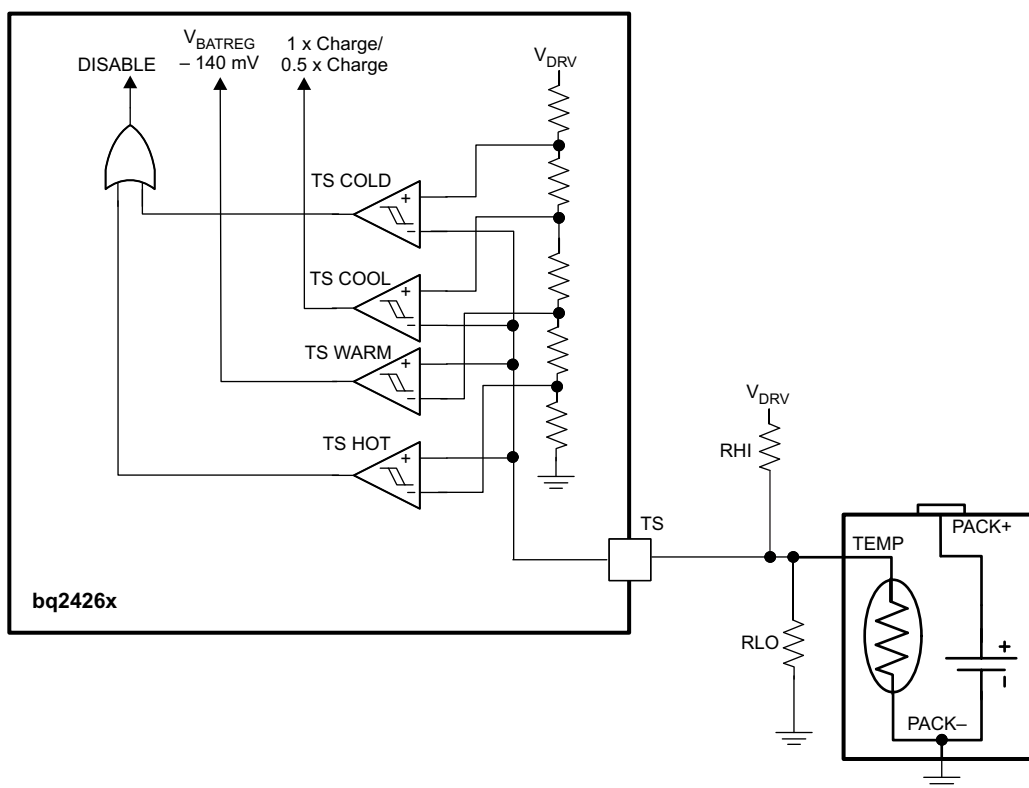 DISABLE
V_BATREG
– 140 mV
1 x Charge/
0.5 x Charge
V_DRV
TS COLD
+
–
TS COOL
+
–
TS WARM
+
–
TS HOT
+
–
bq2426x
TS
V_DRV
RHI
RLO
TEMP
PACK+
+
–
PACK–